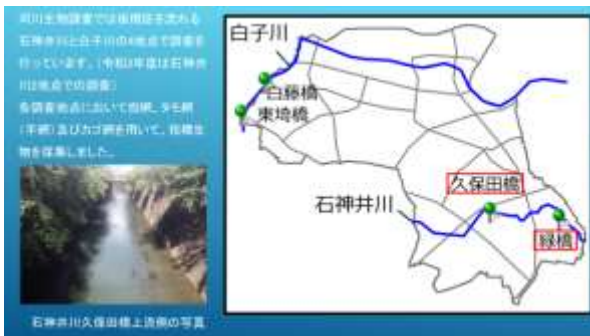 河川生物調査では板橋区を流れる
石神井川と白子川の4地点で調査を
行っています。(令和3年度は石神井
川2地点での調査)
各調査地点において投網、タモ網
(手網)及びカゴ網を用いて、指標生
物を採集しました。
石神井川久保田橋上流側の写真
白子川
白藤橋
東埼橋
久保田橋
石神井川
緑橋